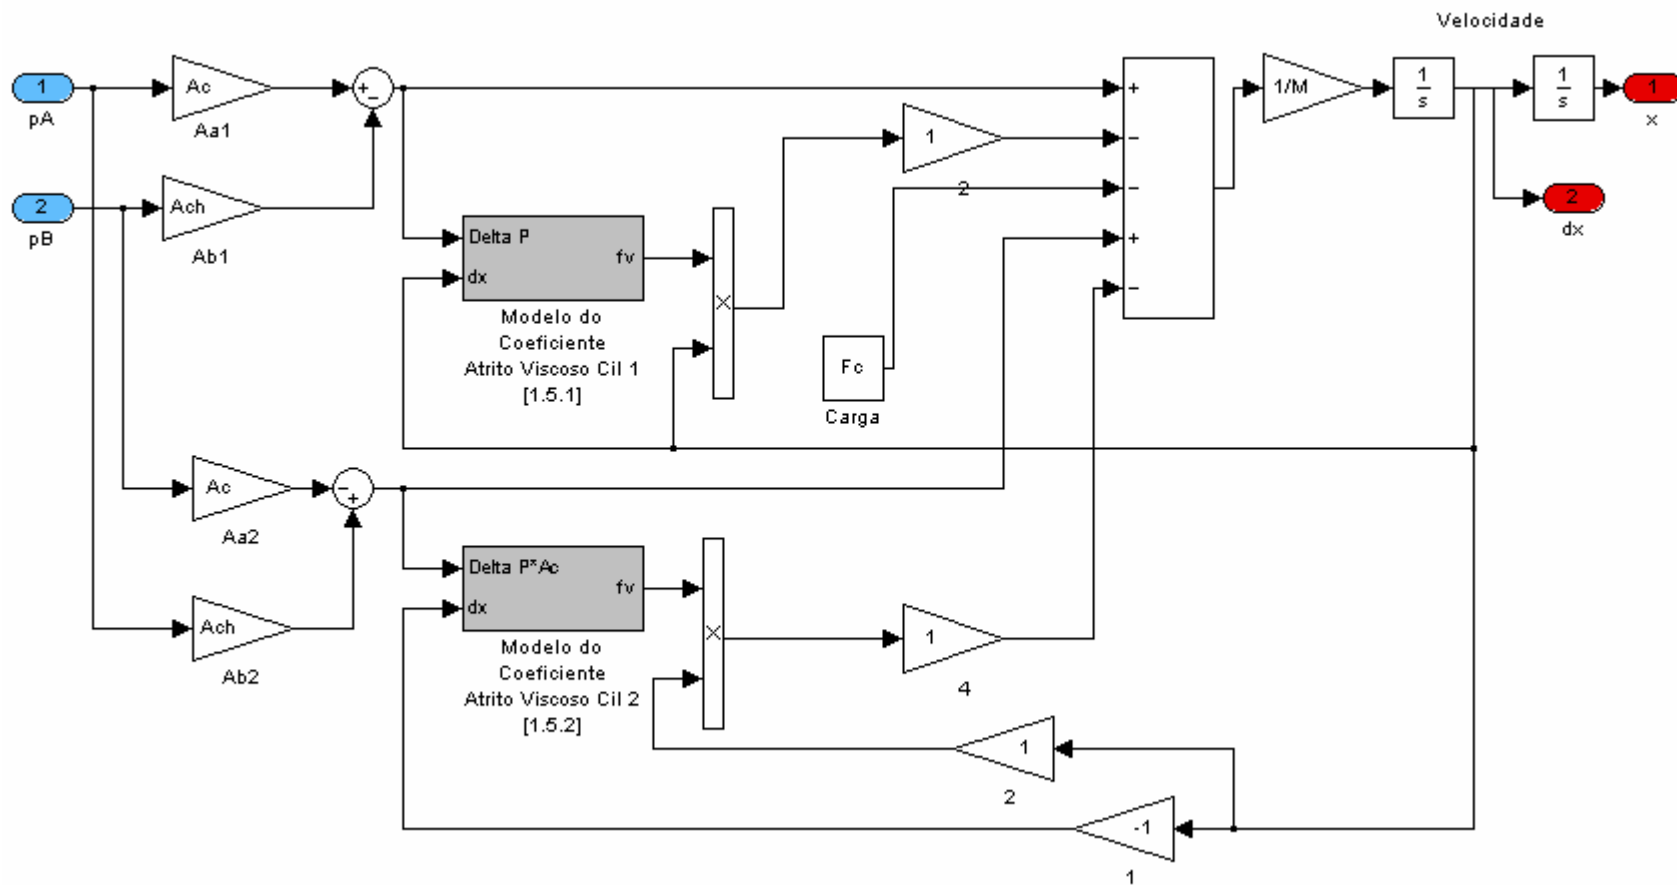 Velocidade
1
pA
Ac
Aa1
+
−
+
−
−
+
−
1/M
1
s
1
s
1
x
1
2
2
pB
Ach
Ab1
2
dx
Delta P
dx
fv
×
Modelo do
Coeficiente
Atrito Viscoso Cil 1
[1.5.1]
Fc
Carga
Ac
Aa2
−
+
Delta P*Ac
dx
fv
×
Modelo do
Coeficiente
Atrito Viscoso Cil 2
[1.5.2]
Ach
Ab2
1
4
1
2
-1
1